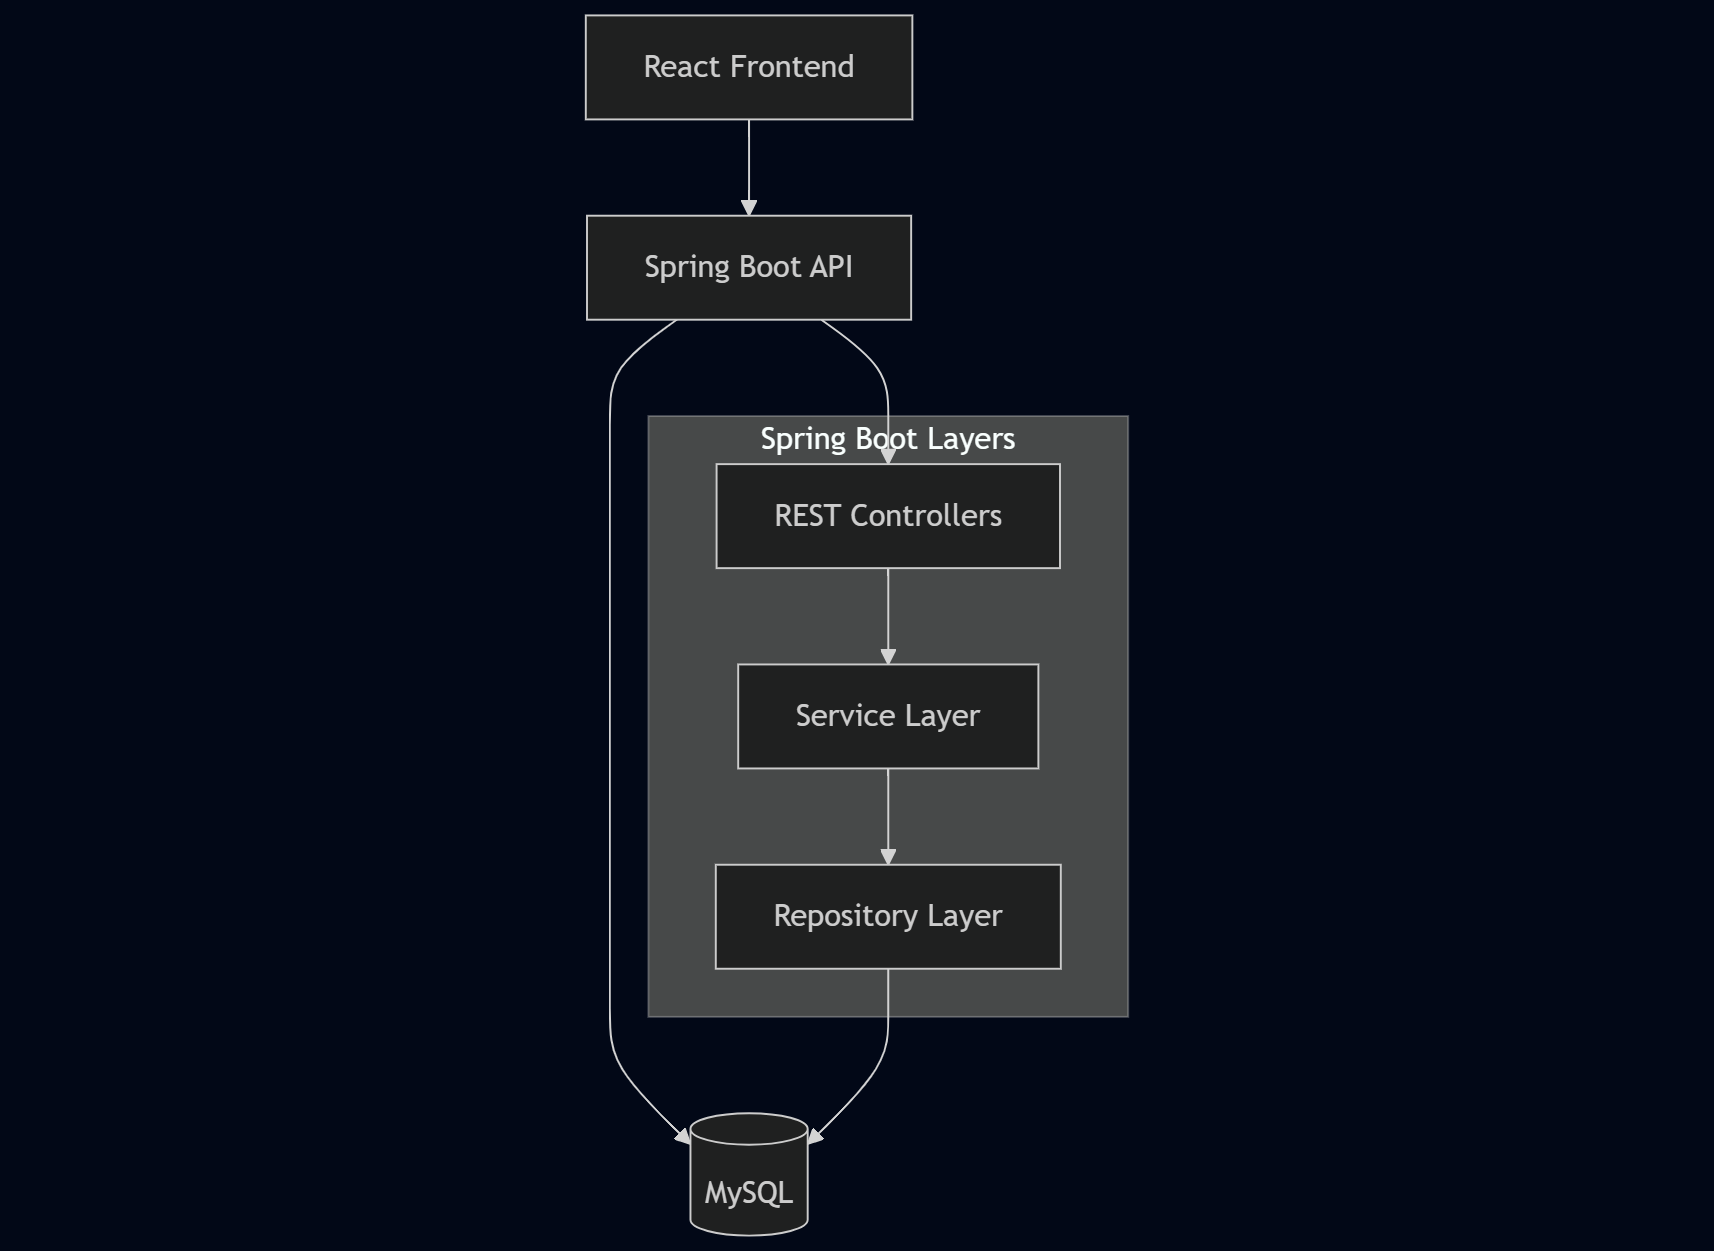 React Frontend
Spring Boot API
Spring Boot Layers
REST Controllers
Service Layer
Repository Layer
MySQL